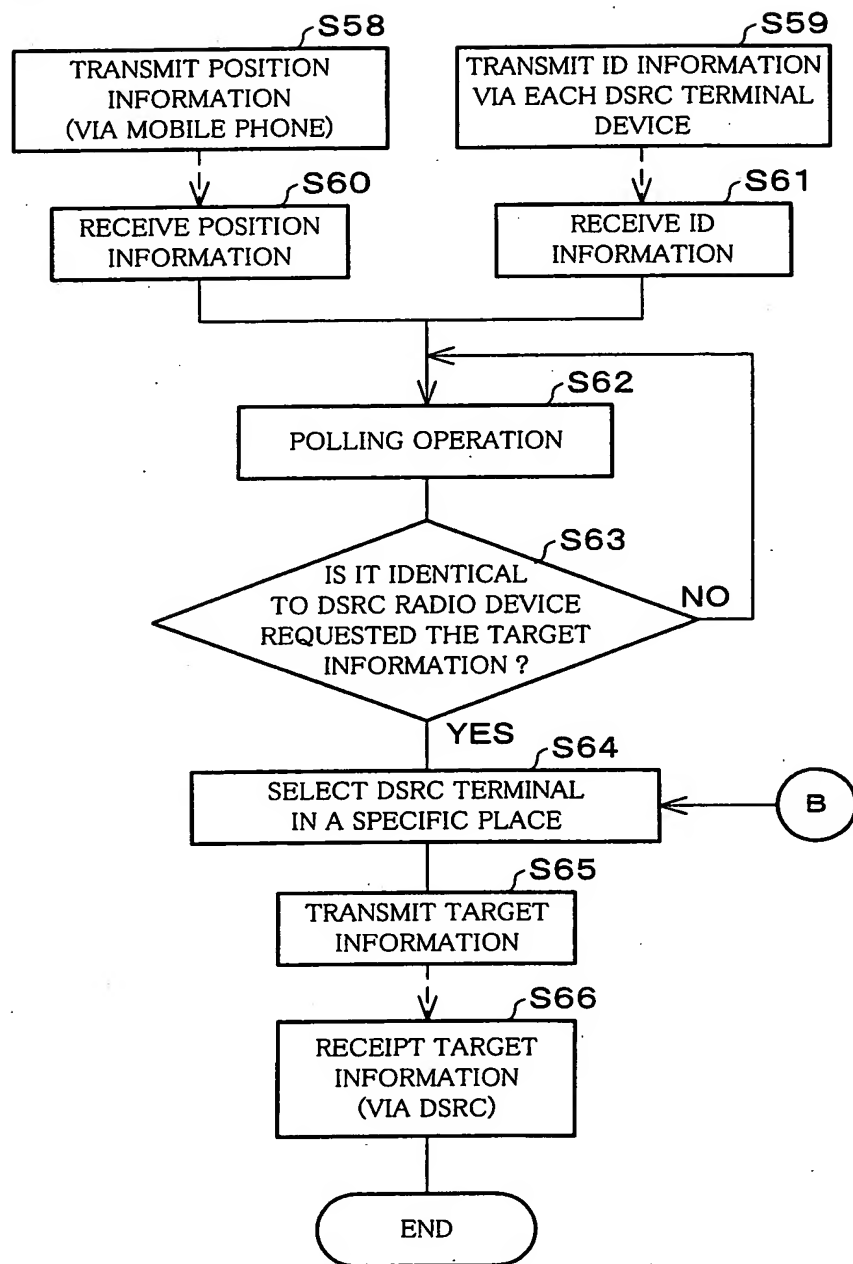 S58
TRANSMIT POSITION
INFORMATION
(VIA MOBILE PHONE)
S59
TRANSMIT ID INFORMATION
VIA EACH DSRC TERMINAL
DEVICE
S60
RECEIVE POSITION
INFORMATION
S61
RECEIVE ID
INFORMATION
S62
POLLING OPERATION
S63
IS IT IDENTICAL
TO DSRC RADIO DEVICE
REQUESTED THE TARGET
INFORMATION ?
NO
YES
S64
SELECT DSRC TERMINAL
IN A SPECIFIC PLACE
B
S65
TRANSMIT TARGET
INFORMATION
S66
RECEIPT TARGET
INFORMATION
(VIA DSRC)
END